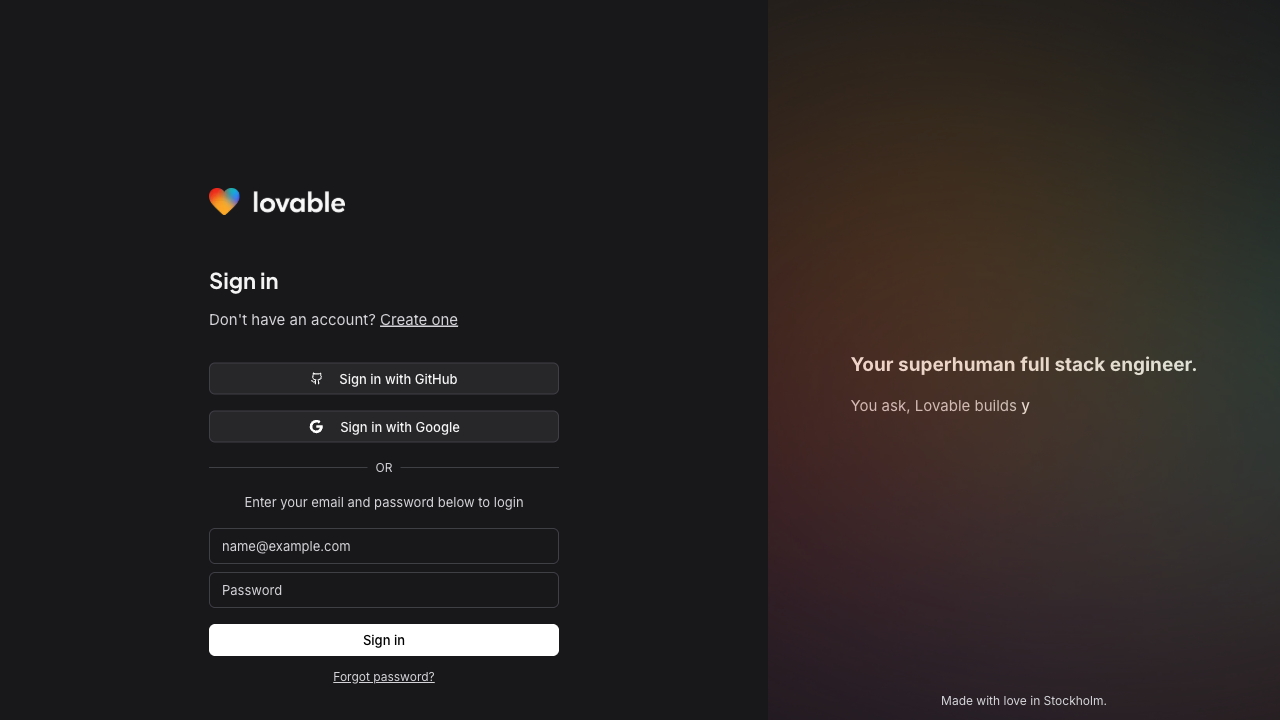 lovable
Sign in
Don't have an account? Create one
Sign in with GitHub
Sign in with Google
OR
Enter your email and password below to login
name@example.com
Password
Sign in
Forgot password?
Your superhuman full stack engineer.
You ask, Lovable builds y
Made with love in Stockholm.